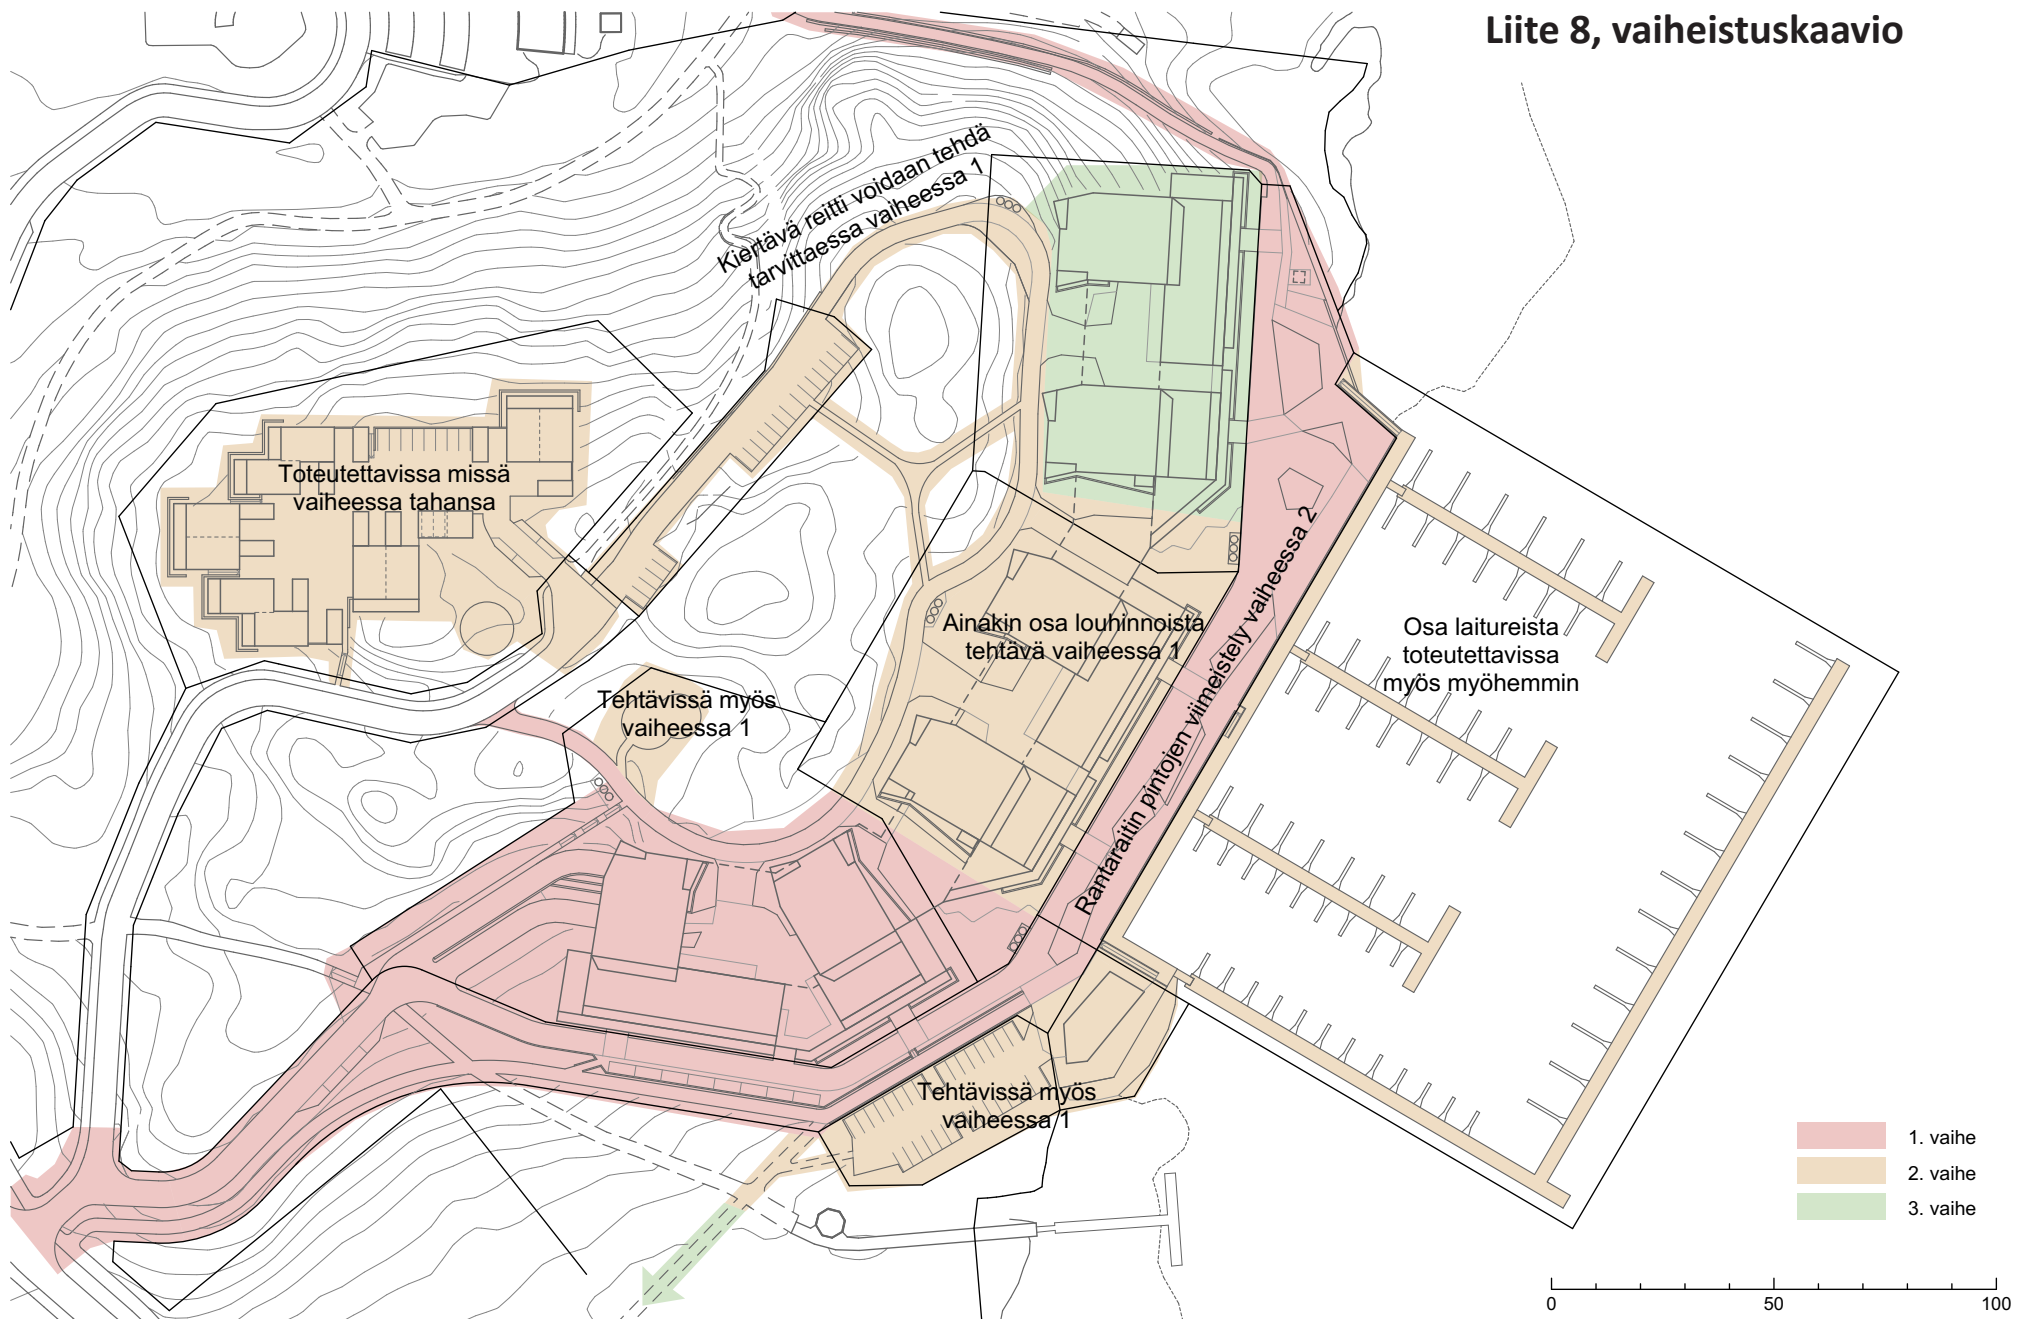 Liite 8, vaiheistuskaavio
Kiertävä reitti voidaan tehdä
tarvittaessa vaiheessa 1
Toteutettavissa missä
vaiheessa tahansa
Ainakin osa louhinnoista
tehtävä vaiheessa 1
Rantaraitin pintojen viimeistely vaiheessa 2
Osa laitureista
toteutettavissa
myös myöhemmin
Tehtävissä myös
vaiheessa 1
Tehtävissä myös
vaiheessa 1
1. vaihe
2. vaihe
3. vaihe
0 50 100